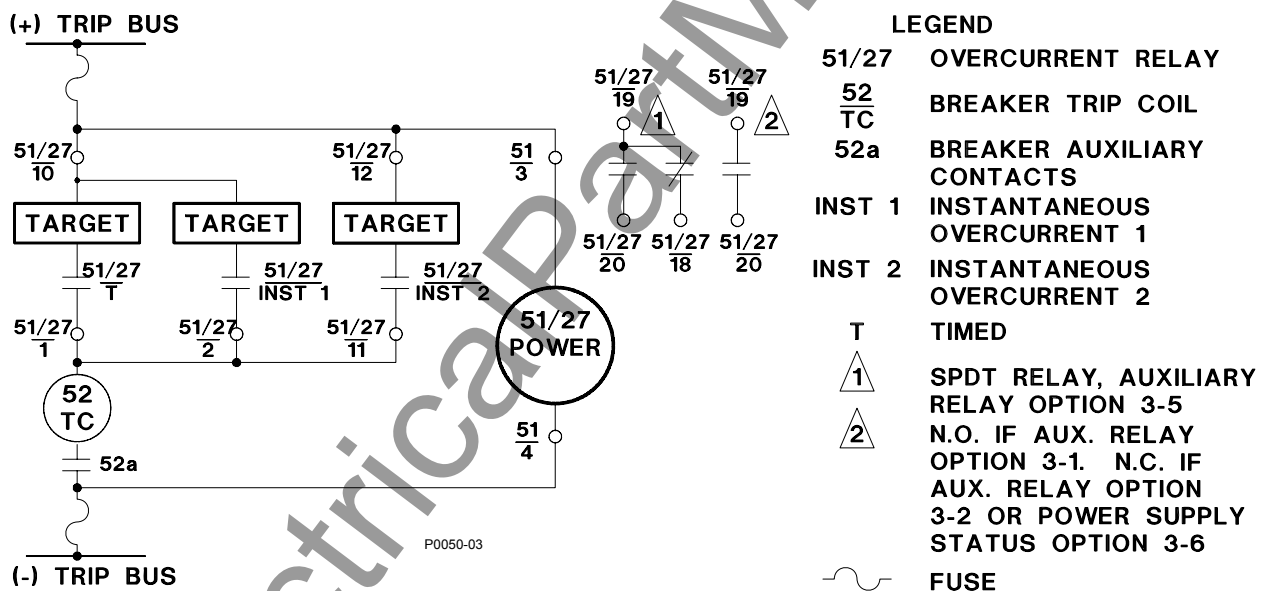 (+) TRIP BUS
51/27
10
51/27
12
51
3
TARGET
TARGET
TARGET
51/27
T
51/27
INST 1
51/27
INST 2
51/27
1
51/27
2
51/27
11
51/27
POWER
52
TC
52a
51
4
(-) TRIP BUS
P0050-03
51/27
19
1
51/27
19
2
51/27
20
51/27
18
51/27
20
LEGEND
51/27 OVERCURRENT RELAY
52
TC
BREAKER TRIP COIL
52a BREAKER AUXILIARY
CONTACTS
INST 1 INSTANTANEOUS
OVERCURRENT 1
INST 2 INSTANTANEOUS
OVERCURRENT 2
T TIMED
1 SPDT RELAY, AUXILIARY
RELAY OPTION 3-5
2 N.O. IF AUX. RELAY
OPTION 3-1. N.C. IF
AUX. RELAY OPTION
3-2 OR POWER SUPPLY
STATUS OPTION 3-6
FUSE